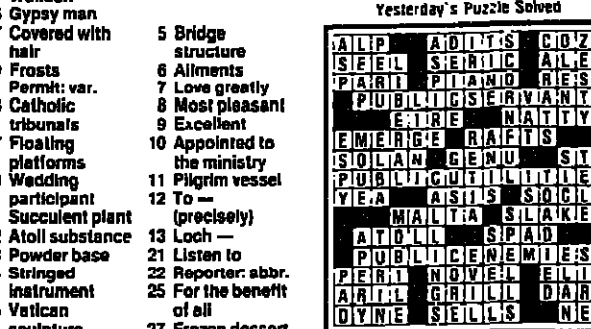 Gypsy man
Covered with
hair
Frosts
Permit: var.
Catholic
tribunals
Floating
platforms
Wedding
participant
Succulent plant
Atoll substance
Powder base
Stringed
instrument
Vatican
5 Bridge
structure
6 Ailments
7 Love greatly
8 Most pleasant
9 Excellent
10 Appointed to
the ministry
11 Pilgrim vessel
12 To —
(precisely)
13 Loch —
21 Listen to
22 Reporter: abbr.
25 For the benefit
of all
27 Frozen dessert
Yesterday's Puzzle Solved
ALP ADITS COZ
SEEL SERIC ALE
PARI PIANO RES
PUBLICSERVANT
EIRE NATTY
EMERGE RAFTS
SOLAN GENU ST
PUBLICUTILITIE
YEA ASIS SOCL
MALTA SLAKE
ATOLL SPAD
PUBLICENEMIES
PERI NOVEL ELI
ARIL GRILL DAR
DYNE SELLS NE